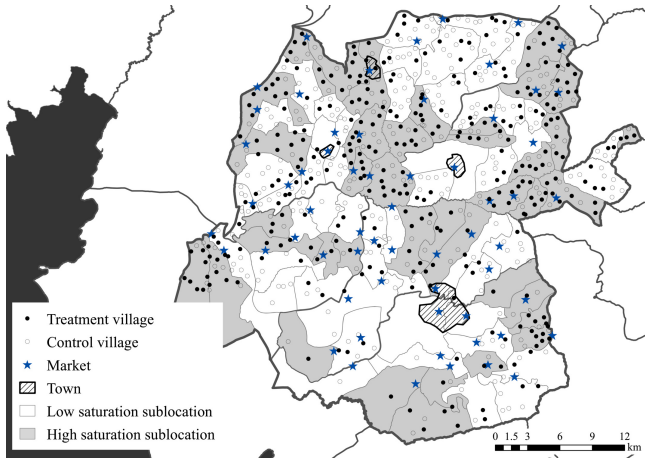 Treatment village
Control village
Market
Town
Low saturation sublocation
High saturation sublocation
0 1.5 3 6 9 12
km